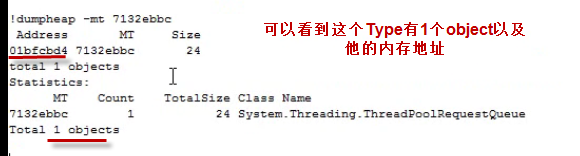 !dumpheap -mt 7132ebbc
Address MT Size
01bfcbd4 7132ebbc 24
total 1 objects
Statistics:
MT Count TotalSize Class Name
7132ebbc 1 24 System.Threading.ThreadPoolRequestQueue
Total 1 objects
可以看到这个Type有1个object以及
他的内存地址